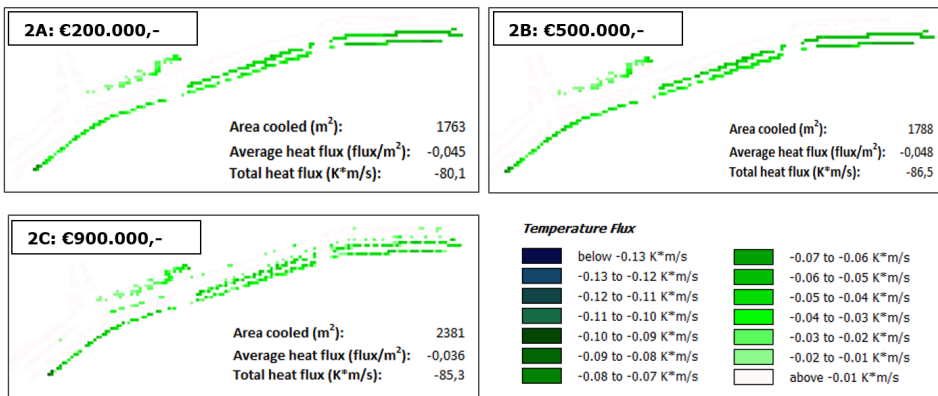 2A: €200.000,-
Area cooled (m²): 1763
Average heat flux (flux/m²): -0,045
Total heat flux (K*m/s): -80,1
2B: €500.000,-
Area cooled (m²): 1788
Average heat flux (flux/m²): -0,048
Total heat flux (K*m/s): -86,5
2C: €900.000,-
Area cooled (m²): 2381
Average heat flux (flux/m²): -0,036
Total heat flux (K*m/s): -85,3
Temperature Flux
below -0.13 K*m/s
-0.13 to -0.12 K*m/s
-0.12 to -0.11 K*m/s
-0.11 to -0.10 K*m/s
-0.10 to -0.09 K*m/s
-0.09 to -0.08 K*m/s
-0.08 to -0.07 K*m/s
-0.07 to -0.06 K*m/s
-0.06 to -0.05 K*m/s
-0.05 to -0.04 K*m/s
-0.04 to -0.03 K*m/s
-0.03 to -0.02 K*m/s
-0.02 to -0.01 K*m/s
above -0.01 K*m/s